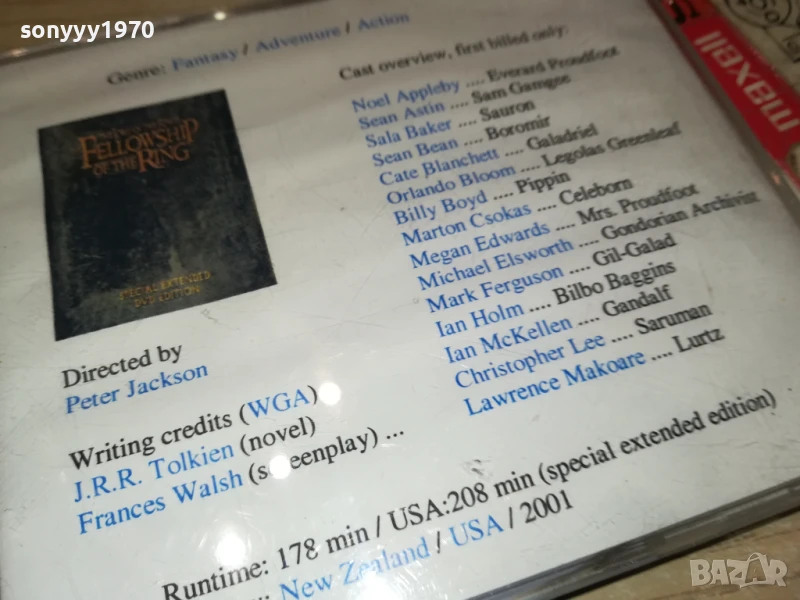 sonyyy1970
Genre: Fantasy / Adventure / Action
maxell
FELLOWSHIP
OF THE RING
SPECIAL EXTENDED
DVD EDITION
Cast overview, first billed only:
Noel Appleby .... Everard Proudfoot
Sean Astin .... Sam Gamgee
Sala Baker .... Sauron
Sean Bean .... Boromir
Cate Blanchett .... Galadriel
Orlando Bloom .... Legolas Greenleaf
Billy Boyd .... Pippin
Marton Csokas .... Celeborn
Megan Edwards .... Mrs. Proudfoot
Michael Elsworth .... Gondorian Archivist
Mark Ferguson .... Gil-Galad
Ian Holm .... Bilbo Baggins
Ian McKellen .... Gandalf
Christopher Lee .... Saruman
Lawrence Makoare .... Lurtz
Directed by
Peter Jackson
Writing credits (WGA)
J.R.R. Tolkien (novel)
Frances Walsh (screenplay) ...
Runtime: 178 min / USA:208 min (special extended edition)
New Zealand / USA / 2001
BAZAR